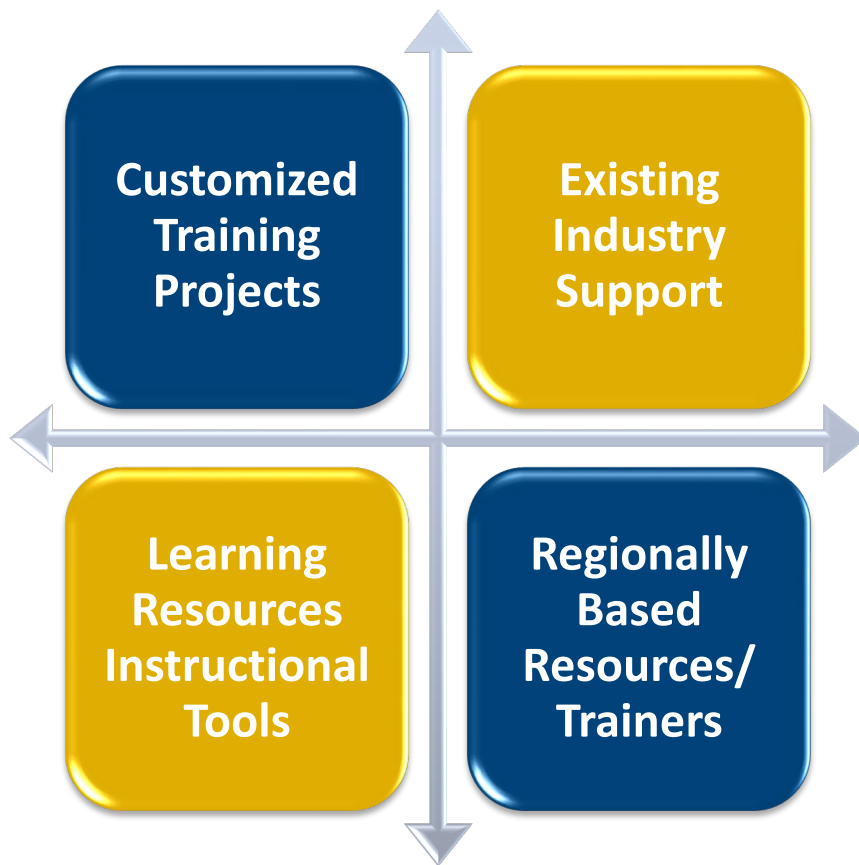 Customized
Training
Projects
Existing
Industry
Support
Learning
Resources
Instructional
Tools
Regionally
Based
Resources/
Trainers